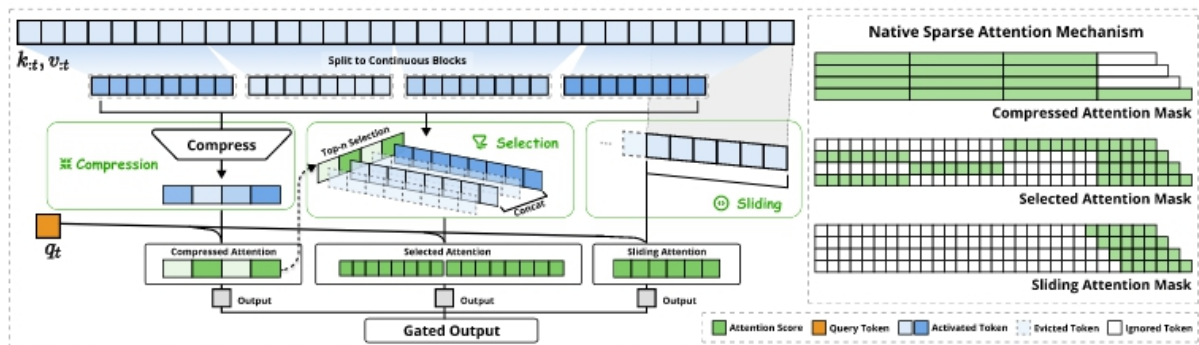 k:t, v:t
Split to Continuous Blocks
Compression
Compress
Top-n Selection
Selection
Concat
...
Sliding
qt
Compressed Attention
Selected Attention
Sliding Attention
Output
Output
Output
Gated Output
Native Sparse Attention Mechanism
Compressed Attention Mask
Selected Attention Mask
Sliding Attention Mask
Attention Score
Query Token
Activated Token
Evicted Token
Ignored Token